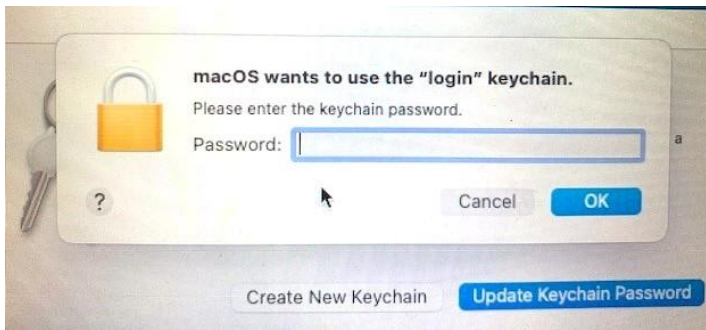 macOS wants to use the “login” keychain.
Please enter the keychain password.
Password:
a
?
Cancel
OK
Create New Keychain
Update Keychain Password